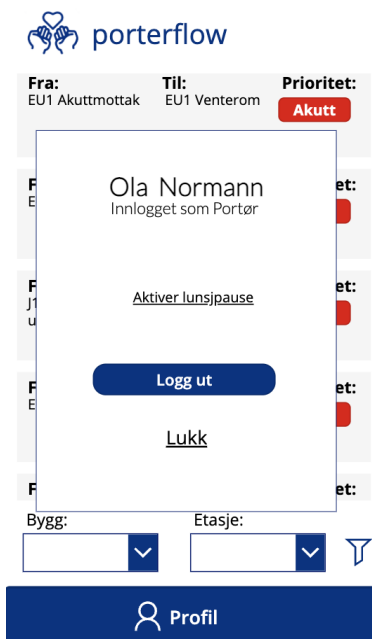 porterflow
Fra: Til: Prioritet:
EU1 Akuttmottak EU1 Venterom Akutt
Ola Normann
Innlogget som Portør
Aktiver lunsjpause
Logg ut
Lukk
Bygg: Etasje:
Profil